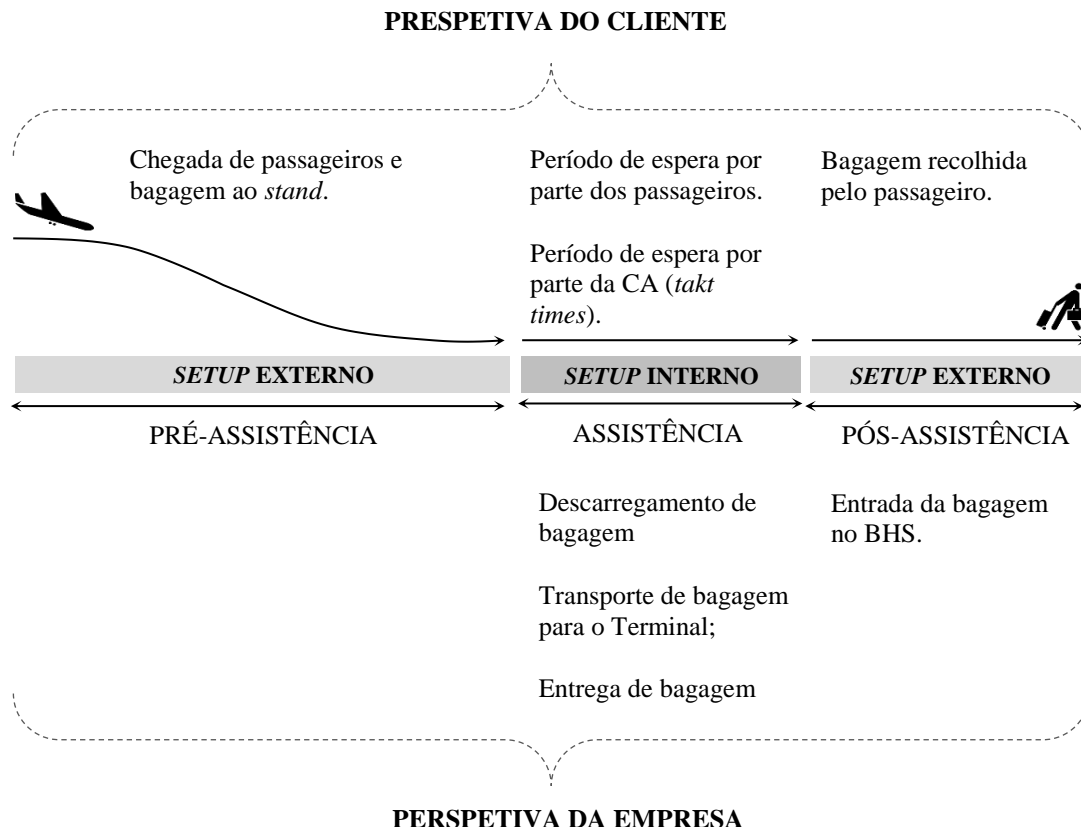 PRESPETIVA DO CLIENTE
Chegada de passageiros e
bagagem ao stand.
Período de espera por
parte dos passageiros.
Período de espera por
parte da CA (takt
times).
Bagagem recolhida
pelo passageiro.
SETUP EXTERNO
SETUP INTERNO
SETUP EXTERNO
PRÉ-ASSISTÊNCIA
ASSISTÊNCIA
PÓS-ASSISTÊNCIA
Descarregamento de
bagagem
Transporte de bagagem
para o Terminal;
Entrega de bagagem
Entrada da bagagem
no BHS.
PERSPETIVA DA EMPRESA